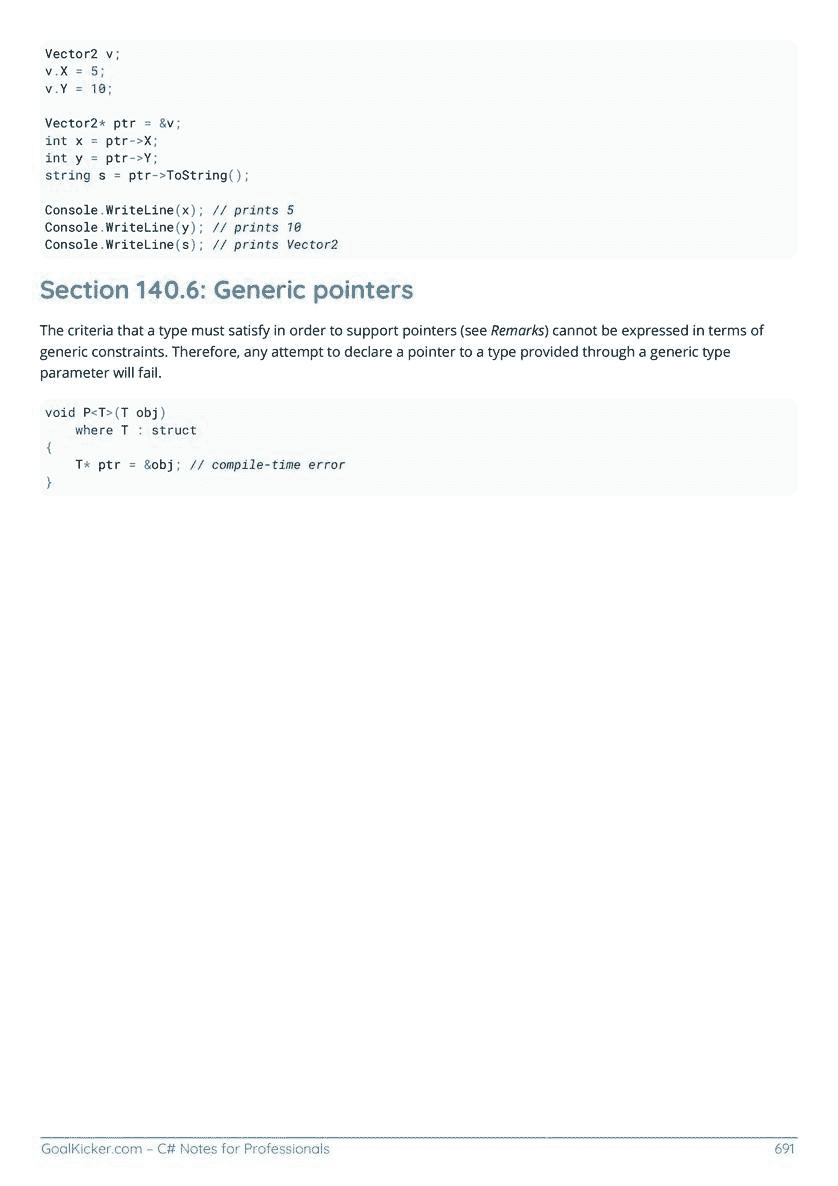 Vector2 v;
v.X = 5;
v.Y = 10;

Vector2* ptr = &v;
int x = ptr->X;
int y = ptr->Y;
string s = ptr->ToString();

Console.WriteLine(x); // prints 5
Console.WriteLine(y); // prints 10
Console.WriteLine(s); // prints Vector2
Section 140.6: Generic pointers
The criteria that a type must satisfy in order to support pointers (see Remarks) cannot be expressed in terms of
generic constraints. Therefore, any attempt to declare a pointer to a type provided through a generic type
parameter will fail.
void P<T>(T obj)
    where T : struct
{
    T* ptr = &obj; // compile-time error
}
GoalKicker.com – C# Notes for Professionals 691